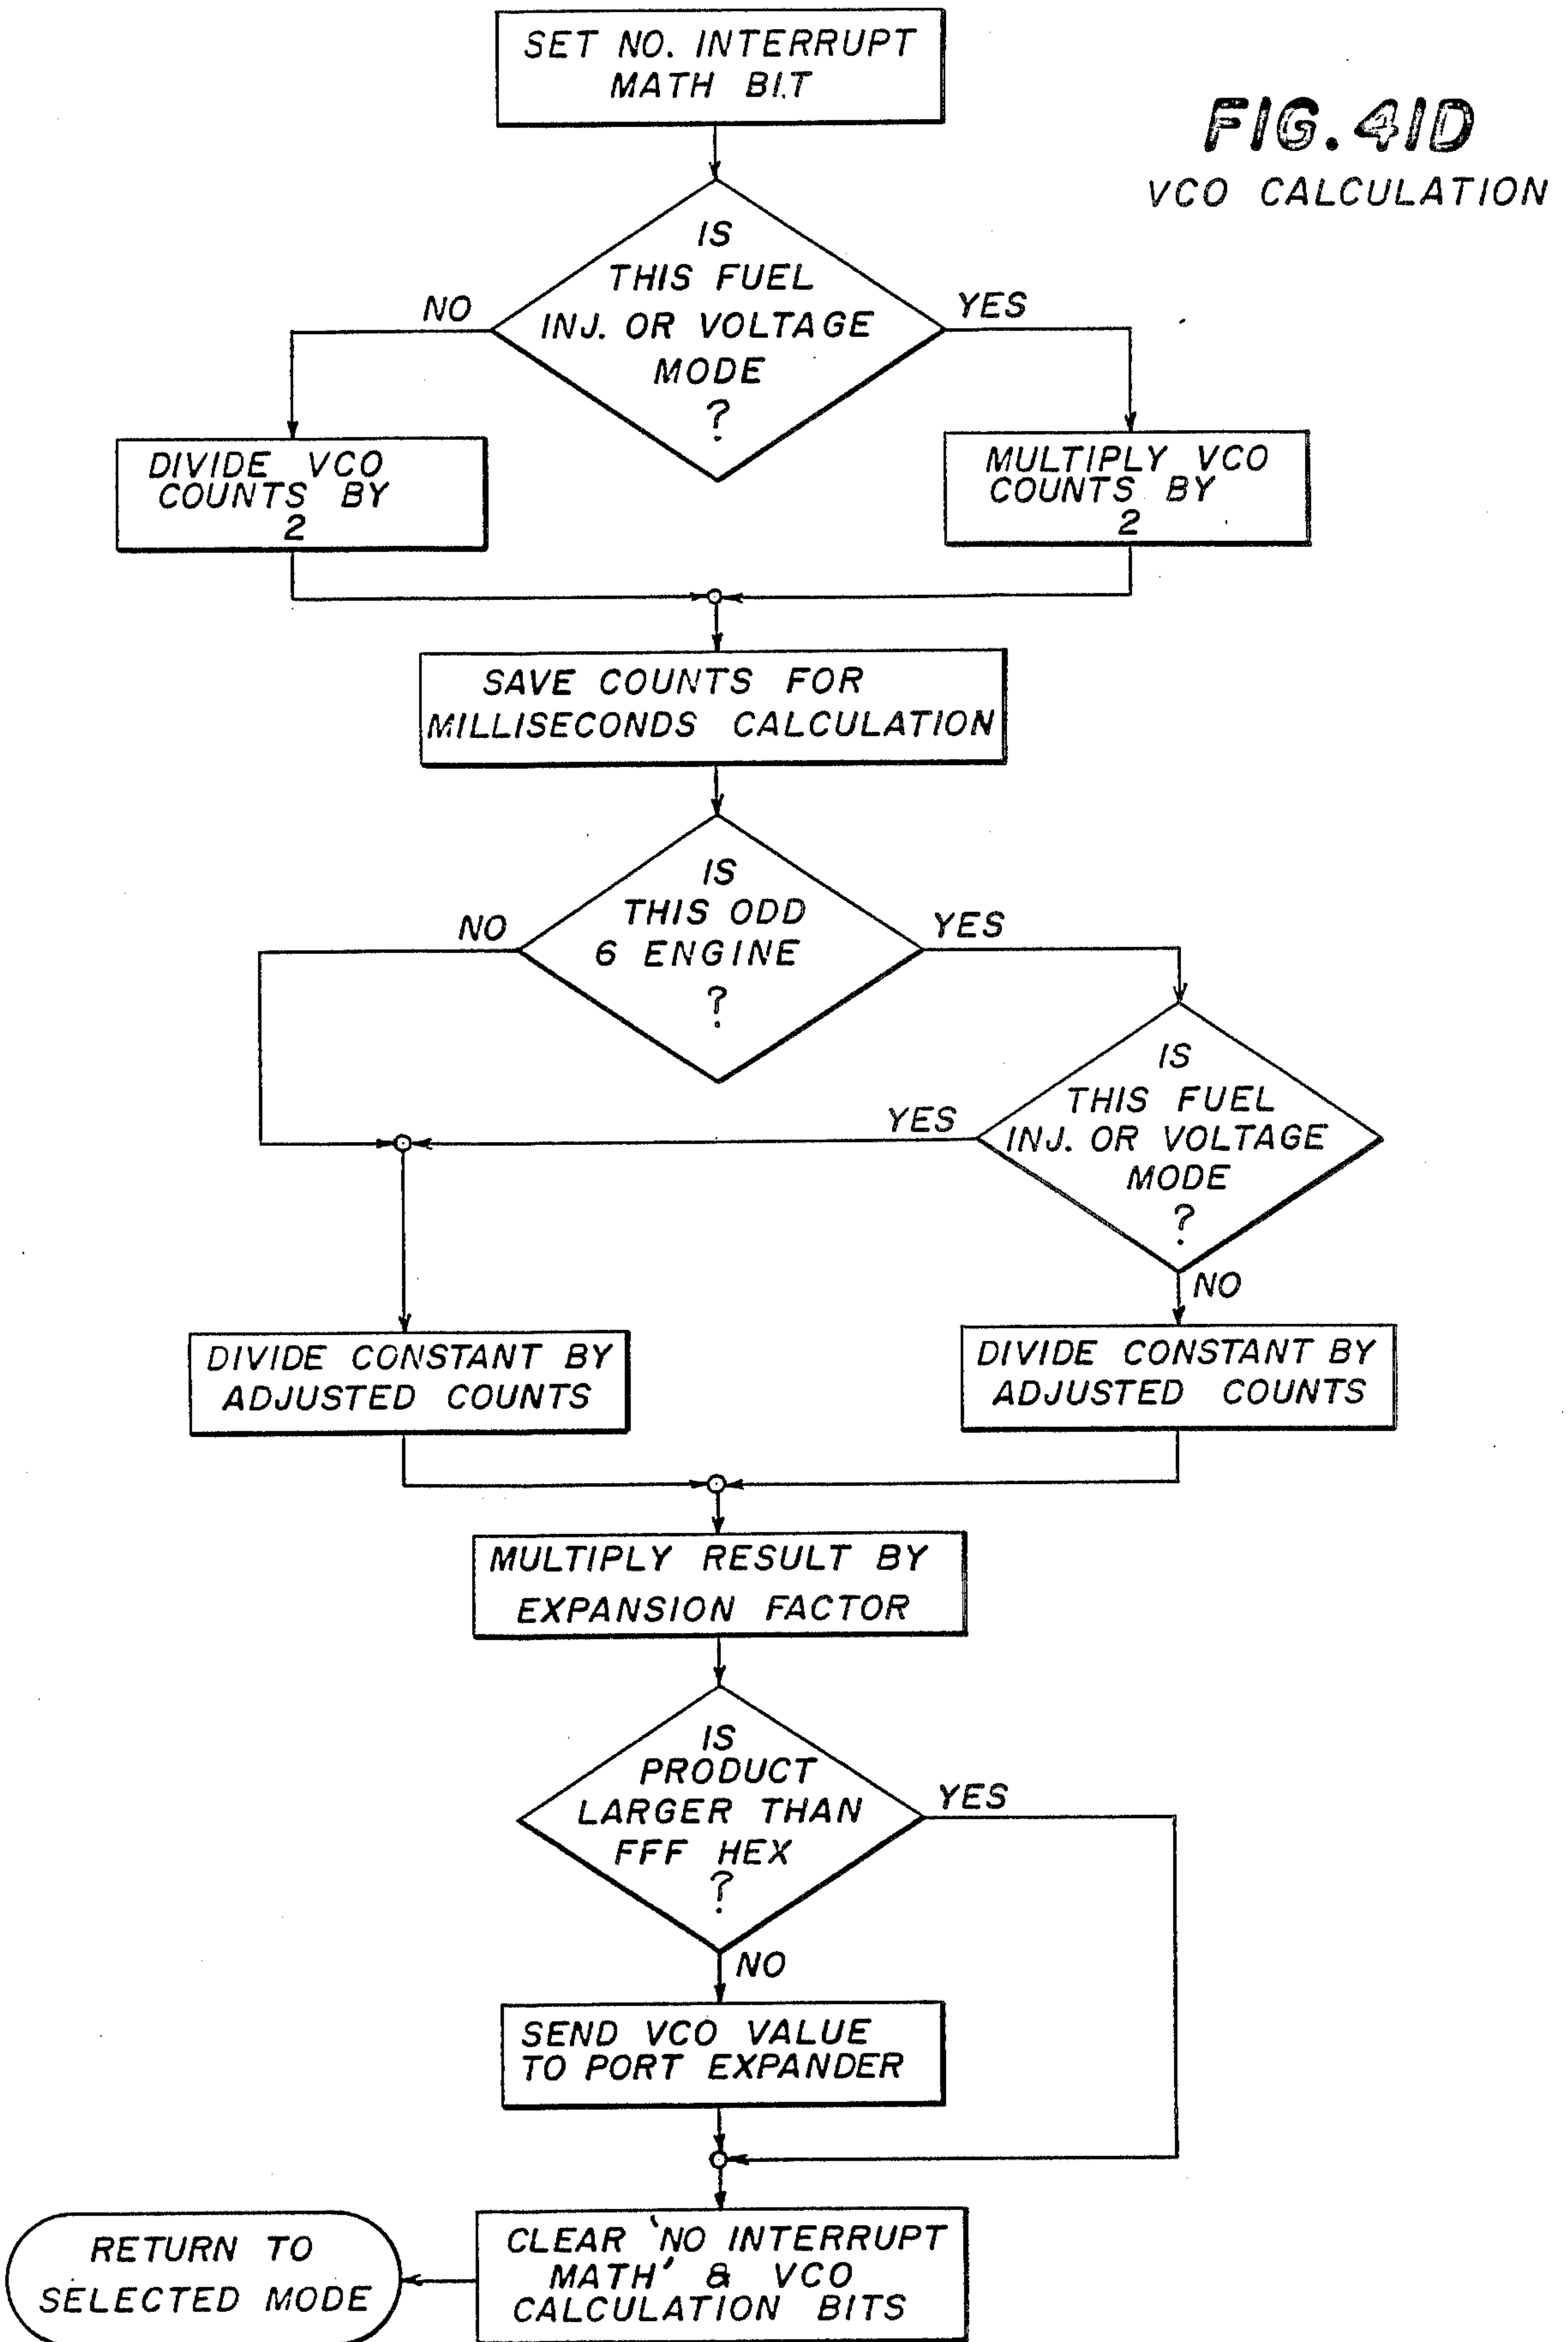 SET NO. INTERRUPT
MATH BIT
FIG. 41D
VCO CALCULATION
IS
THIS FUEL
INJ. OR VOLTAGE
MODE
?
NO
YES
DIVIDE VCO
COUNTS BY
2
MULTIPLY VCO
COUNTS BY
2
SAVE COUNTS FOR
MILLISECONDS CALCULATION
IS
THIS ODD
6 ENGINE
?
NO
YES
IS
THIS FUEL
INJ. OR VOLTAGE
MODE
?
YES
NO
DIVIDE CONSTANT BY
ADJUSTED COUNTS
DIVIDE CONSTANT BY
ADJUSTED COUNTS
MULTIPLY RESULT BY
EXPANSION FACTOR
IS
PRODUCT
LARGER THAN
FFF HEX
?
YES
NO
SEND VCO VALUE
TO PORT EXPANDER
CLEAR 'NO INTERRUPT
MATH' & VCO
CALCULATION BITS
RETURN TO
SELECTED MODE